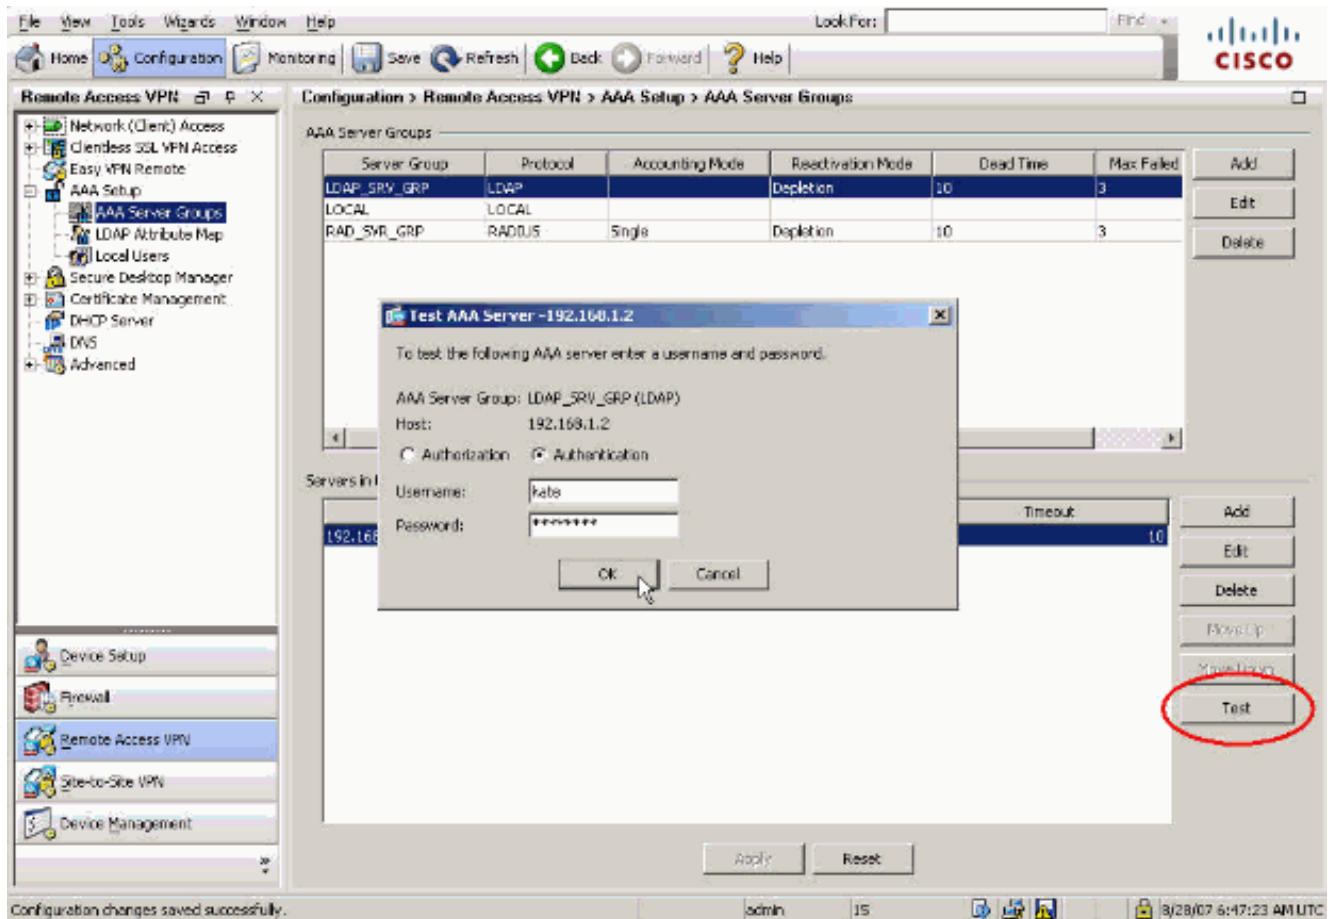 File View Tools Wizards Window Help Look For: Find
Home Configuration Monitoring Save Refresh Back Forward Help
CISCO
Remote Access VPN
Configuration > Remote Access VPN > AAA Setup > AAA Server Groups
Network (Client) Access
Clientless SSL VPN Access
Easy VPN Remote
AAA Setup
AAA Server Groups
LDAP Attribute Map
Local Users
Secure Desktop Manager
Certificate Management
DHCP Server
DNS
Advanced
AAA Server Groups
Server Group Protocol Accounting Mode Reactivation Mode Dead Time Max Failed
LDAP_SRV_GRP LDAP Depletion 10 3
LOCAL LOCAL
RAD_SVR_GRP RADIUS Single Depletion 10 3
Add
Edit
Delete
Test AAA Server -192.168.1.2
To test the following AAA server enter a username and password.
AAA Server Group: LDAP_SRV_GRP (LDAP)
Host: 192.168.1.2
Authorization Authentication
Username: kate
Password: ********
OK Cancel
Servers in
Timeout
192.168 10
Add
Edit
Delete
Move Up
Move Down
Test
Device Setup
Firewall
Remote Access VPN
Site-to-Site VPN
Device Management
Apply Reset
Configuration changes saved successfully. admin 15 8/28/07 6:47:23 AM UTC